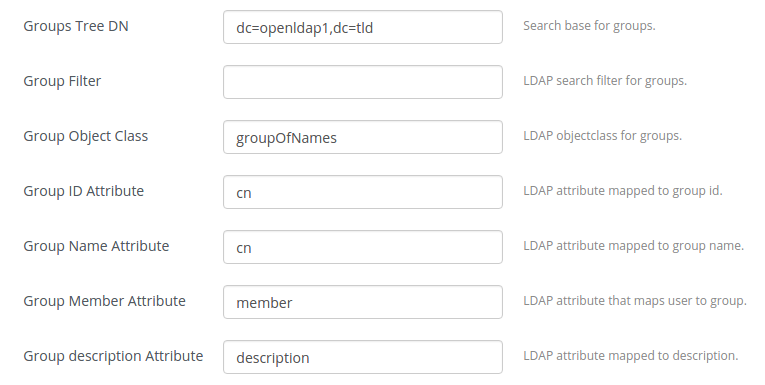 Groups Tree DN dc=openldap1,dc=tld Search base for groups.
Group Filter LDAP search filter for groups.
Group Object Class groupOfNames LDAP objectclass for groups.
Group ID Attribute cn LDAP attribute mapped to group id.
Group Name Attribute cn LDAP attribute mapped to group name.
Group Member Attribute member LDAP attribute that maps user to group.
Group description Attribute description LDAP attribute mapped to description.